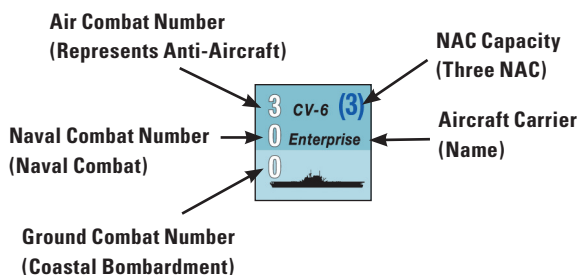 Air Combat Number
(Represents Anti-Aircraft)
NAC Capacity
(Three NAC)
3 CV-6 (3)
Naval Combat Number
(Naval Combat)
0 Enterprise
Aircraft Carrier
(Name)
0
Ground Combat Number
(Coastal Bombardment)